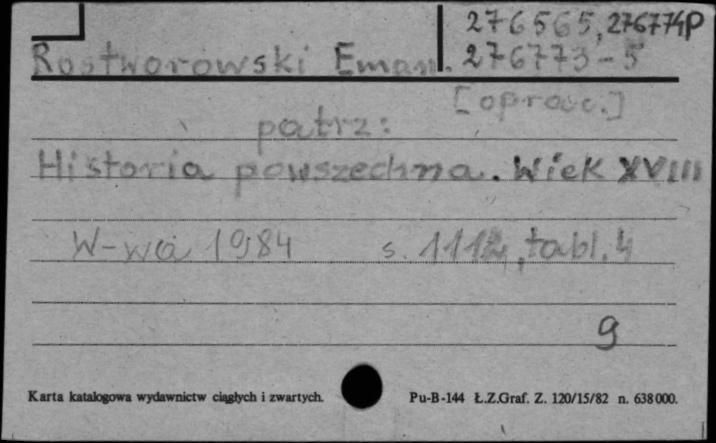 276565, 276774P
Rostworowski Eman. 276773-5
[oprac.]
patrz:
Historia powszechna. Wiek XVIII
W-wa 1984 s. 1112, tabl. 4
9
Karta katalogowa wydawnictw ciągłych i zwartych. Pu-B-144 Ł.Z.Graf. Z. 120/15/82 n. 638000.